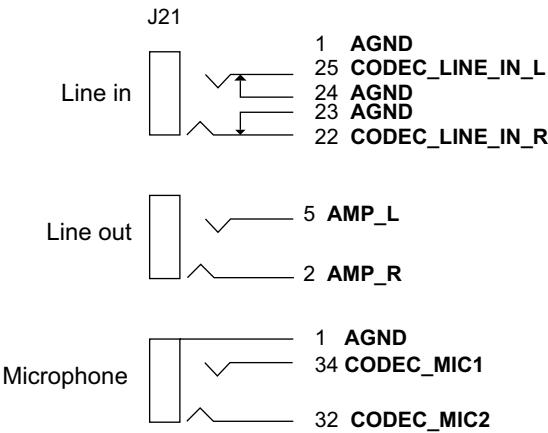 J21
1 AGND
25 CODEC_LINE_IN_L
Line in
24 AGND
23 AGND
22 CODEC_LINE_IN_R
5 AMP_L
Line out
2 AMP_R
1 AGND
34 CODEC_MIC1
Microphone
32 CODEC_MIC2